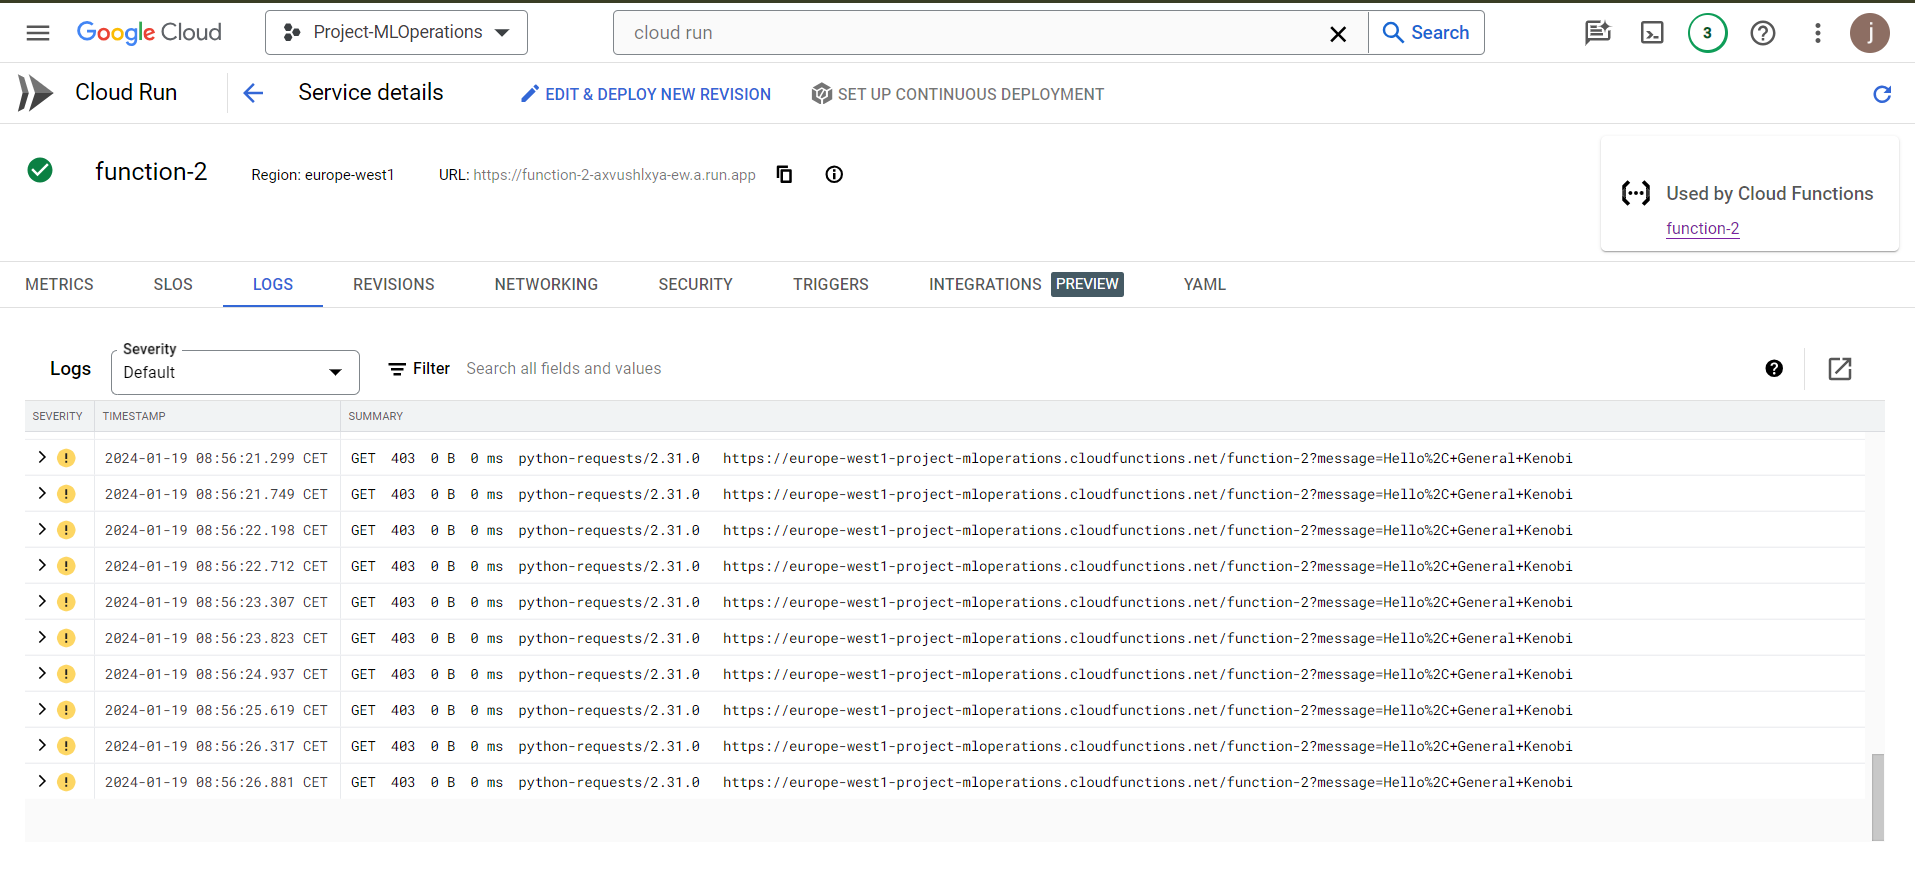 Google Cloud Project-MLOperations cloud run Search 3 j
Cloud Run Service details EDIT & DEPLOY NEW REVISION SET UP CONTINUOUS DEPLOYMENT
function-2 Region: europe-west1 URL: https://function-2-axvushlxya-ew.a.run.app
Used by Cloud Functions
function-2
METRICS SLOS LOGS REVISIONS NETWORKING SECURITY TRIGGERS INTEGRATIONS PREVIEW YAML
Logs Severity Default Filter Search all fields and values
SEVERITY TIMESTAMP SUMMARY
2024-01-19 08:56:21.299 CET GET 403 0 B 0 ms python-requests/2.31.0 https://europe-west1-project-mloperations.cloudfunctions.net/function-2?message=Hello%2C+General+Kenobi
2024-01-19 08:56:21.749 CET GET 403 0 B 0 ms python-requests/2.31.0 https://europe-west1-project-mloperations.cloudfunctions.net/function-2?message=Hello%2C+General+Kenobi
2024-01-19 08:56:22.198 CET GET 403 0 B 0 ms python-requests/2.31.0 https://europe-west1-project-mloperations.cloudfunctions.net/function-2?message=Hello%2C+General+Kenobi
2024-01-19 08:56:22.712 CET GET 403 0 B 0 ms python-requests/2.31.0 https://europe-west1-project-mloperations.cloudfunctions.net/function-2?message=Hello%2C+General+Kenobi
2024-01-19 08:56:23.307 CET GET 403 0 B 0 ms python-requests/2.31.0 https://europe-west1-project-mloperations.cloudfunctions.net/function-2?message=Hello%2C+General+Kenobi
2024-01-19 08:56:23.823 CET GET 403 0 B 0 ms python-requests/2.31.0 https://europe-west1-project-mloperations.cloudfunctions.net/function-2?message=Hello%2C+General+Kenobi
2024-01-19 08:56:24.937 CET GET 403 0 B 0 ms python-requests/2.31.0 https://europe-west1-project-mloperations.cloudfunctions.net/function-2?message=Hello%2C+General+Kenobi
2024-01-19 08:56:25.619 CET GET 403 0 B 0 ms python-requests/2.31.0 https://europe-west1-project-mloperations.cloudfunctions.net/function-2?message=Hello%2C+General+Kenobi
2024-01-19 08:56:26.317 CET GET 403 0 B 0 ms python-requests/2.31.0 https://europe-west1-project-mloperations.cloudfunctions.net/function-2?message=Hello%2C+General+Kenobi
2024-01-19 08:56:26.881 CET GET 403 0 B 0 ms python-requests/2.31.0 https://europe-west1-project-mloperations.cloudfunctions.net/function-2?message=Hello%2C+General+Kenobi